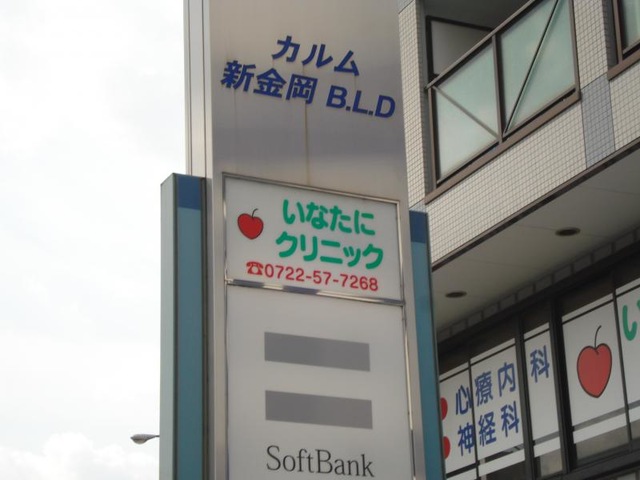 カルム
新金岡 B.L.D
いなたに
クリニック
☎0722-57-7268
SoftBank
心療内科
神経科
い